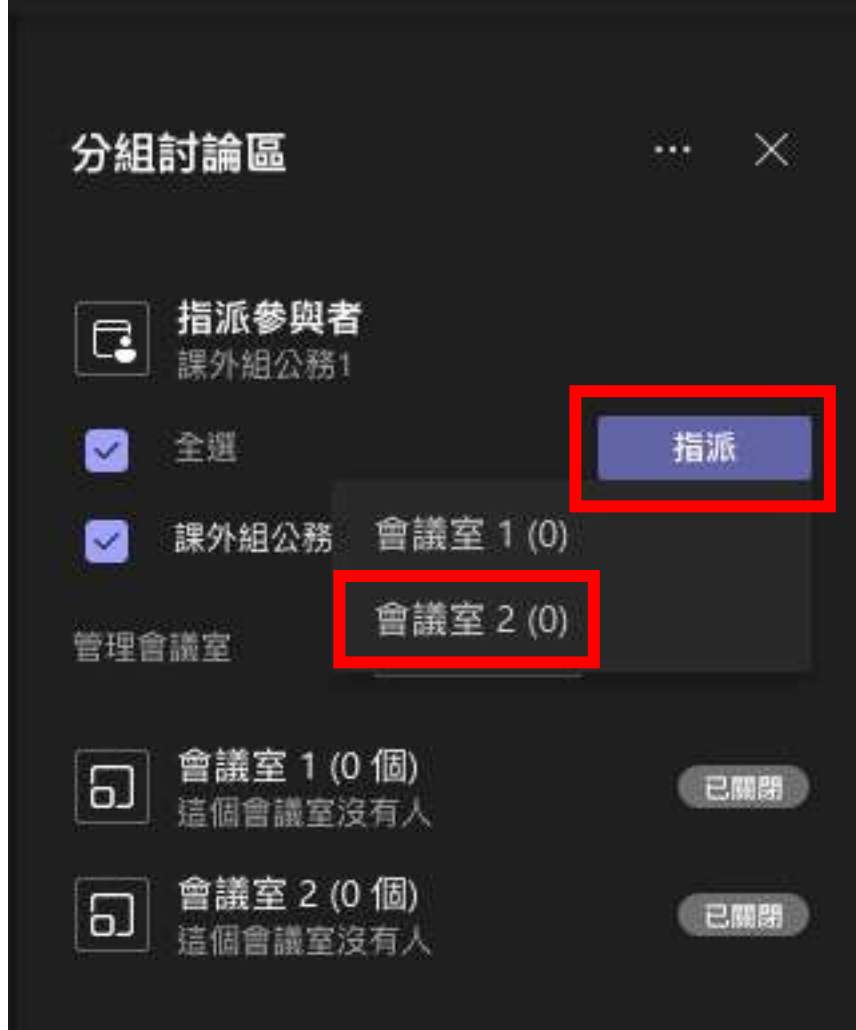 分組討論區
指派參與者
課外組公務1
全選
指派
課外組公務
會議室 1 (0)
會議室 2 (0)
管理會議室
會議室 1 (0 個)
這個會議室沒有人
已關閉
會議室 2 (0 個)
這個會議室沒有人
已關閉